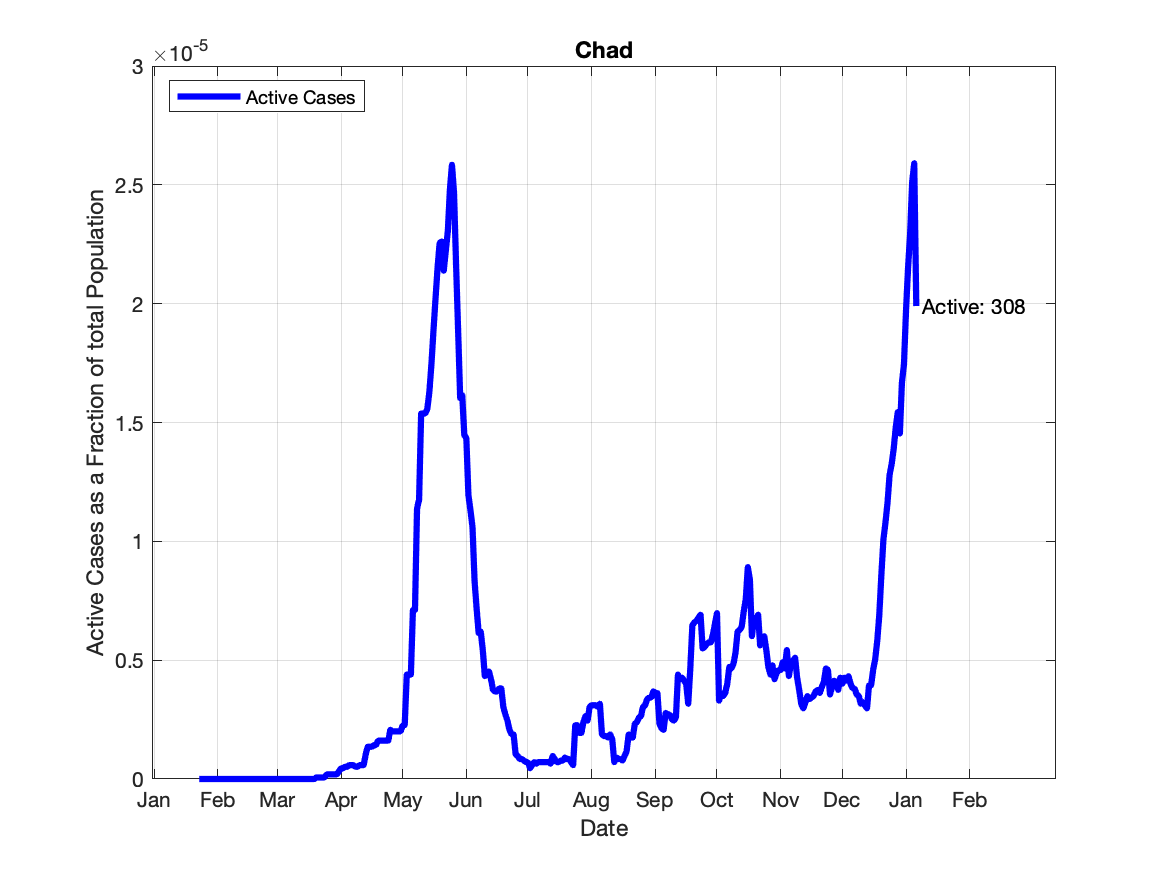 Chad
×10-5
3
2.5
2
1.5
1
0.5
0
Active Cases as a Fraction of total Population
Active Cases
Active: 308
Jan Feb Mar Apr May Jun Jul Aug Sep Oct Nov Dec Jan Feb
Date